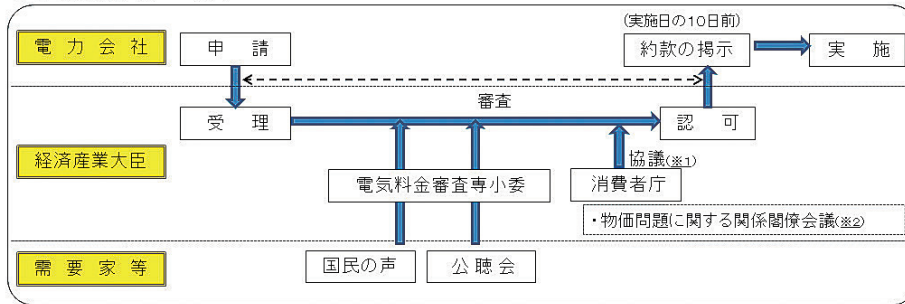 (実施日の10日前)
電力会社
申請
約款の掲示
実施
審査
受理
認可
経済産業大臣
協議(※1)
電気料金審査専小委
消費者庁
・物価問題に関する関係閣僚会議(※2)
需要家等
国民の声
公聴会